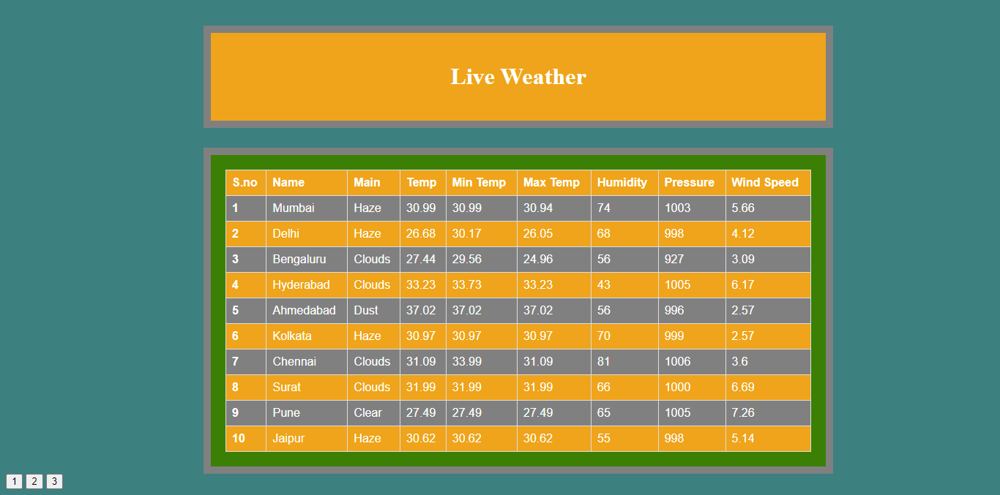 Live Weather
S.no Name Main Temp Min Temp Max Temp Humidity Pressure Wind Speed
1 Mumbai Haze 30.99 30.99 30.94 74 1003 5.66
2 Delhi Haze 26.68 30.17 26.05 68 998 4.12
3 Bengaluru Clouds 27.44 29.56 24.96 56 927 3.09
4 Hyderabad Clouds 33.23 33.73 33.23 43 1005 6.17
5 Ahmedabad Dust 37.02 37.02 37.02 56 996 2.57
6 Kolkata Haze 30.97 30.97 30.97 70 999 2.57
7 Chennai Clouds 31.09 33.99 31.09 81 1006 3.6
8 Surat Clouds 31.99 31.99 31.99 66 1000 6.69
9 Pune Clear 27.49 27.49 27.49 65 1005 7.26
10 Jaipur Haze 30.62 30.62 30.62 55 998 5.14
1 2 3